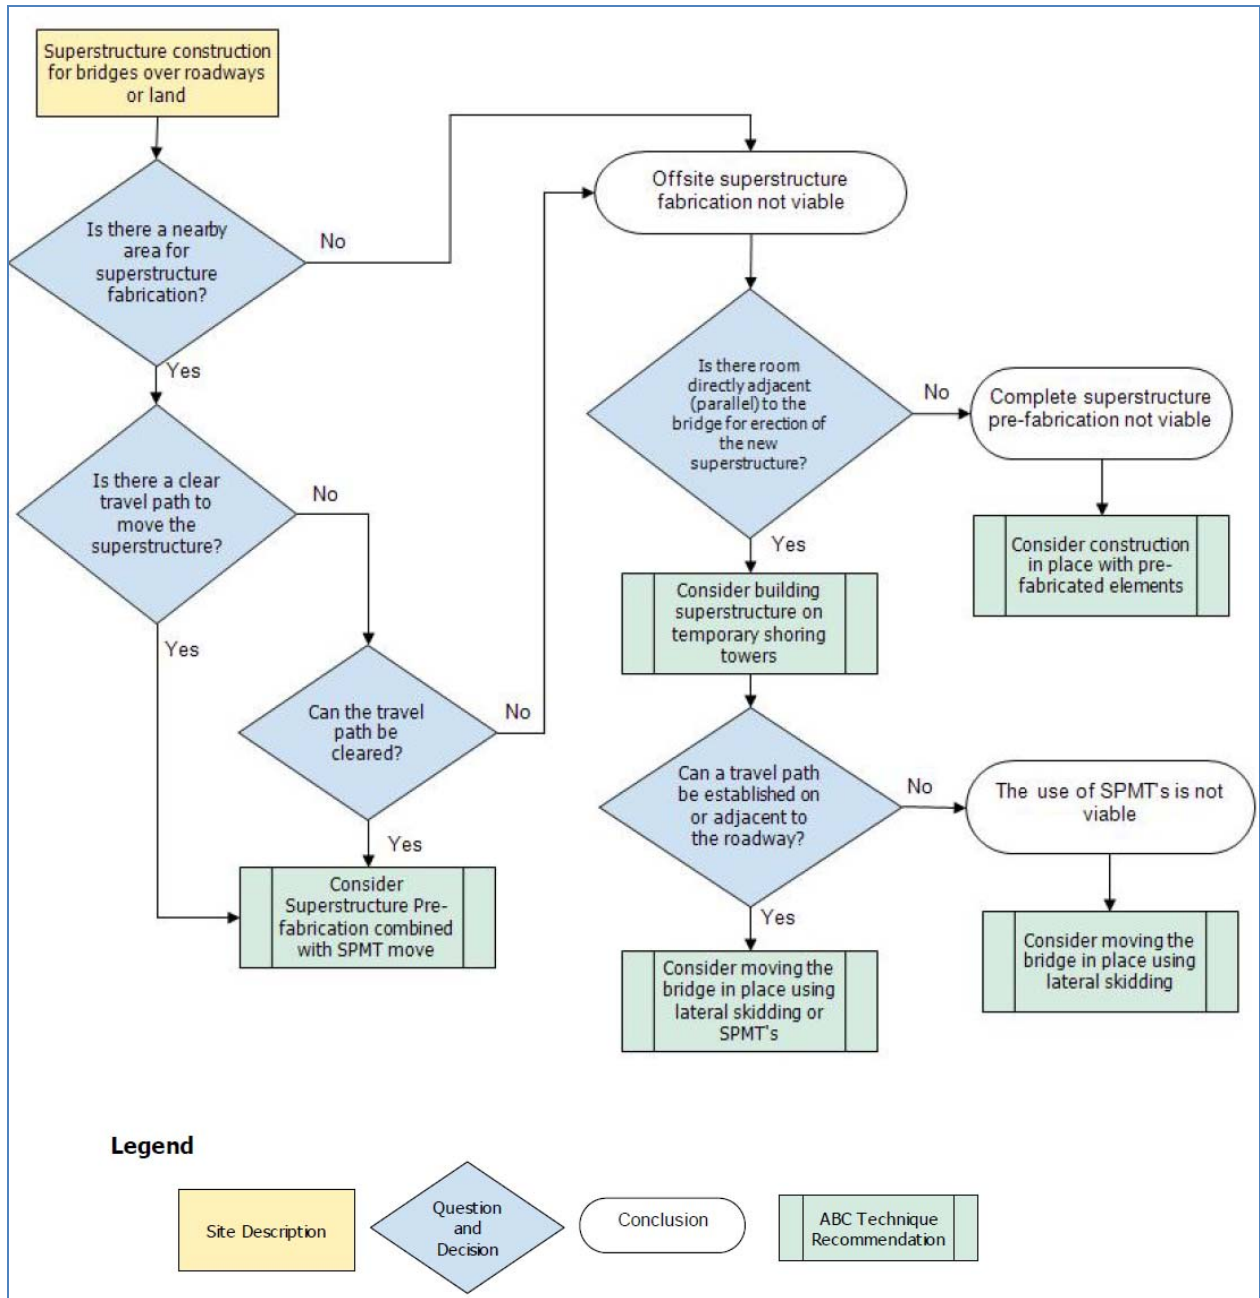 Superstructure construction
for bridges over roadways
or land
Is there a nearby
area for
superstructure
fabrication?
No
Yes
Offsite superstructure
fabrication not viable
Is there a clear
travel path to
move the
superstructure?
No
Yes
Is there room
directly adjacent
(parallel) to the
bridge for erection of
the new
superstructure?
No
Yes
Complete superstructure
pre-fabrication not viable
Consider construction
in place with pre-
fabricated elements
Consider building
superstructure on
temporary shoring
towers
Can the travel
path be
cleared?
No
Yes
Consider
Superstructure Pre-
fabrication combined
with SPMT move
Can a travel path
be established on
or adjacent to
the roadway?
No
Yes
The use of SPMT's is not
viable
Consider moving the
bridge in place using
lateral skidding or
SPMT's
Consider moving the
bridge in place using
lateral skidding
Legend
Site Description
Question
and
Decision
Conclusion
ABC Technique
Recommendation